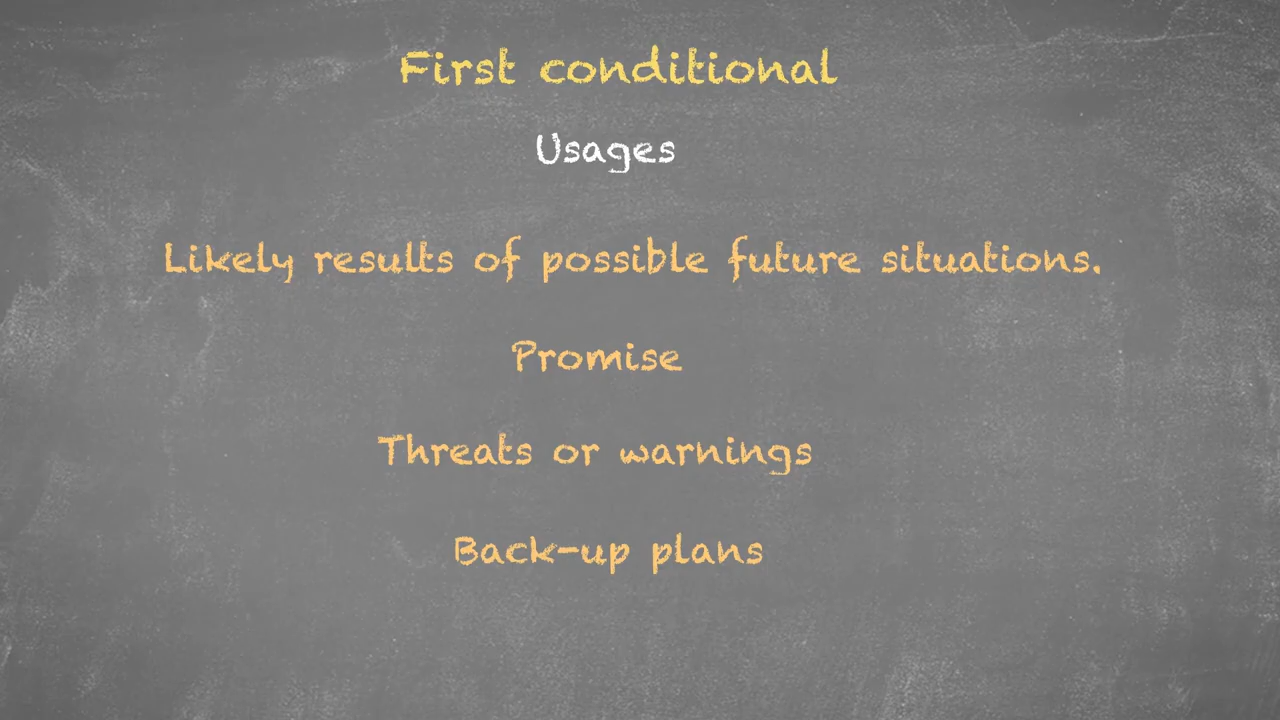 First conditional
Usages
Likely results of possible future situations.
Promise
Threats or warnings
Back-up plans